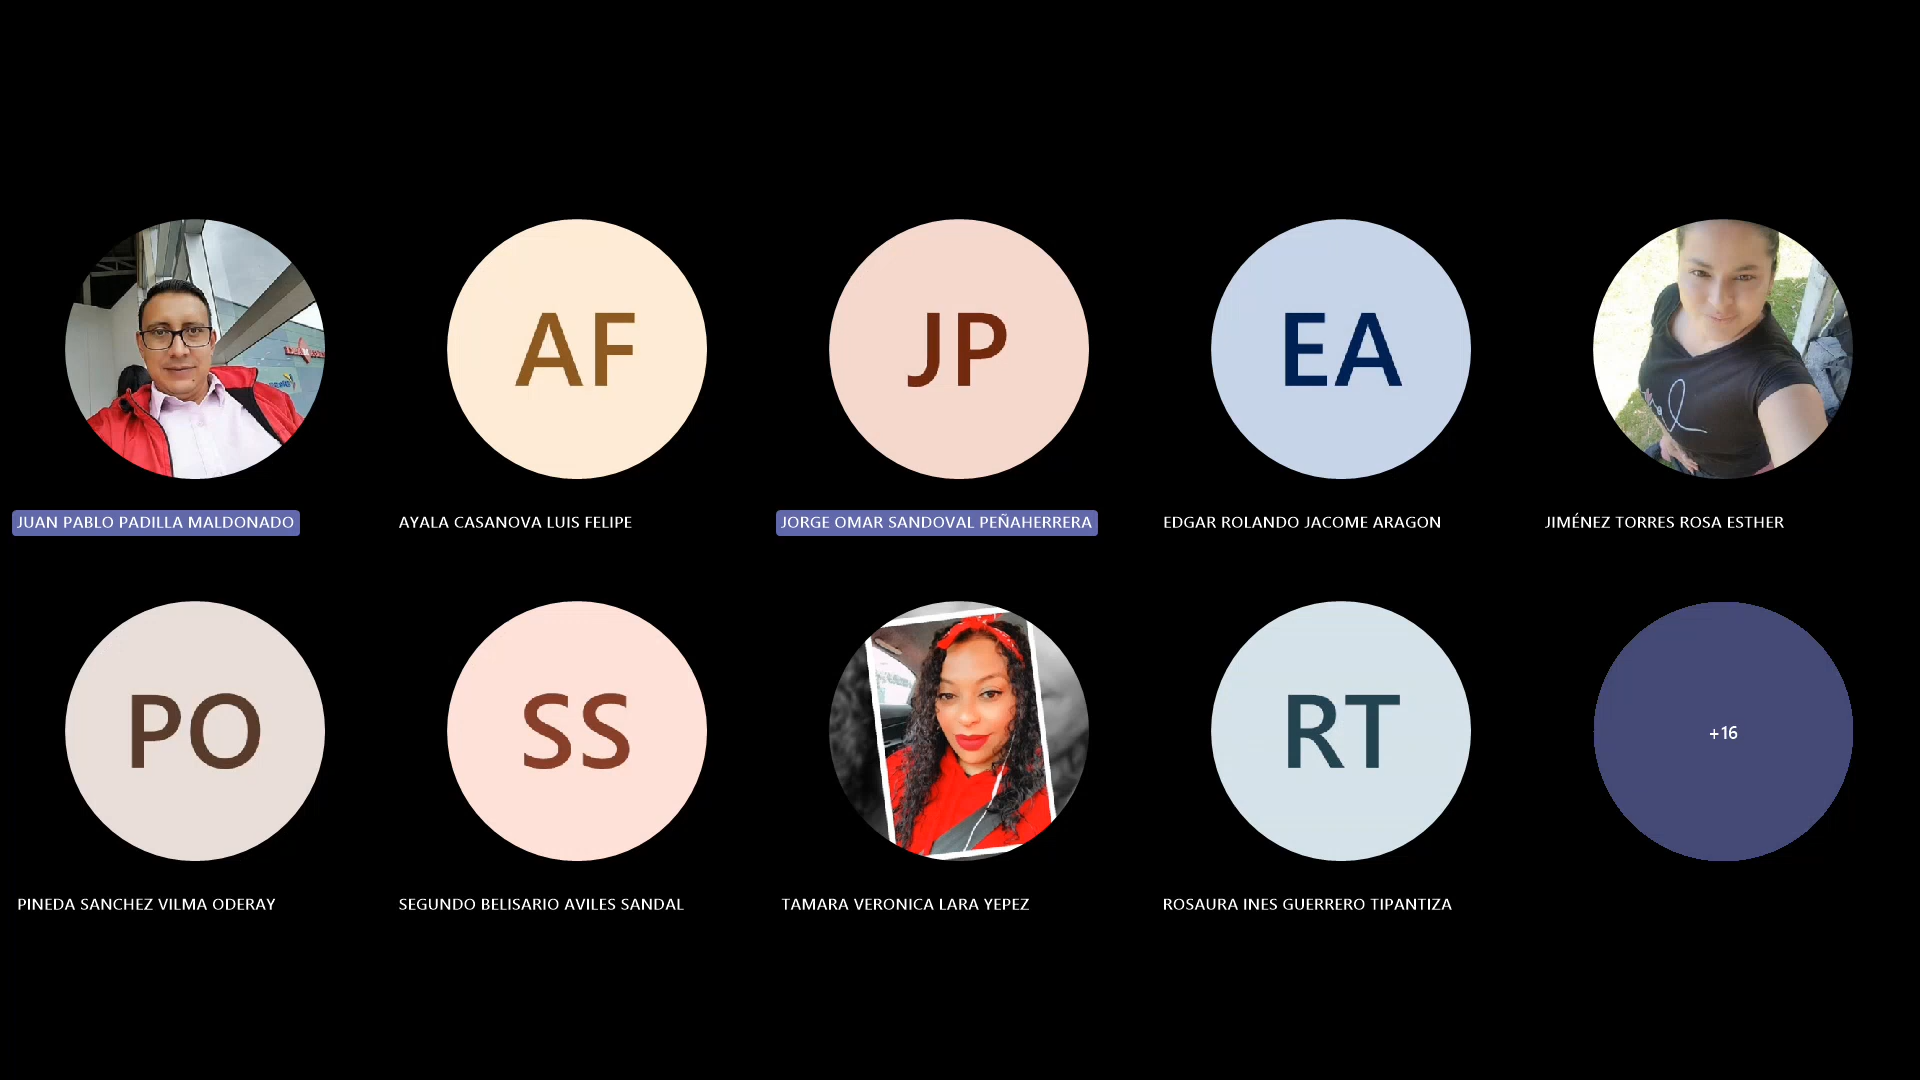 AF
JP
EA
JUAN PABLO PADILLA MALDONADO
AYALA CASANOVA LUIS FELIPE
JORGE OMAR SANDOVAL PEÑAHERRERA
EDGAR ROLANDO JACOME ARAGON
JIMÉNEZ TORRES ROSA ESTHER
PO
SS
RT
+16
PINEDA SANCHEZ VILMA ODERAY
SEGUNDO BELISARIO AVILES SANDAL
TAMARA VERONICA LARA YEPEZ
ROSAURA INES GUERRERO TIPANTIZA